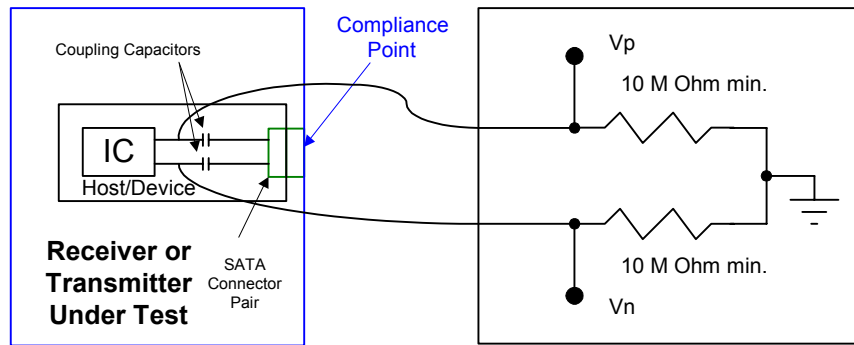 Coupling Capacitors
Compliance
Point
IC
Host/Device
Receiver or
Transmitter
Under Test
SATA
Connector
Pair
Vp
10 M Ohm min.
10 M Ohm min.
Vn